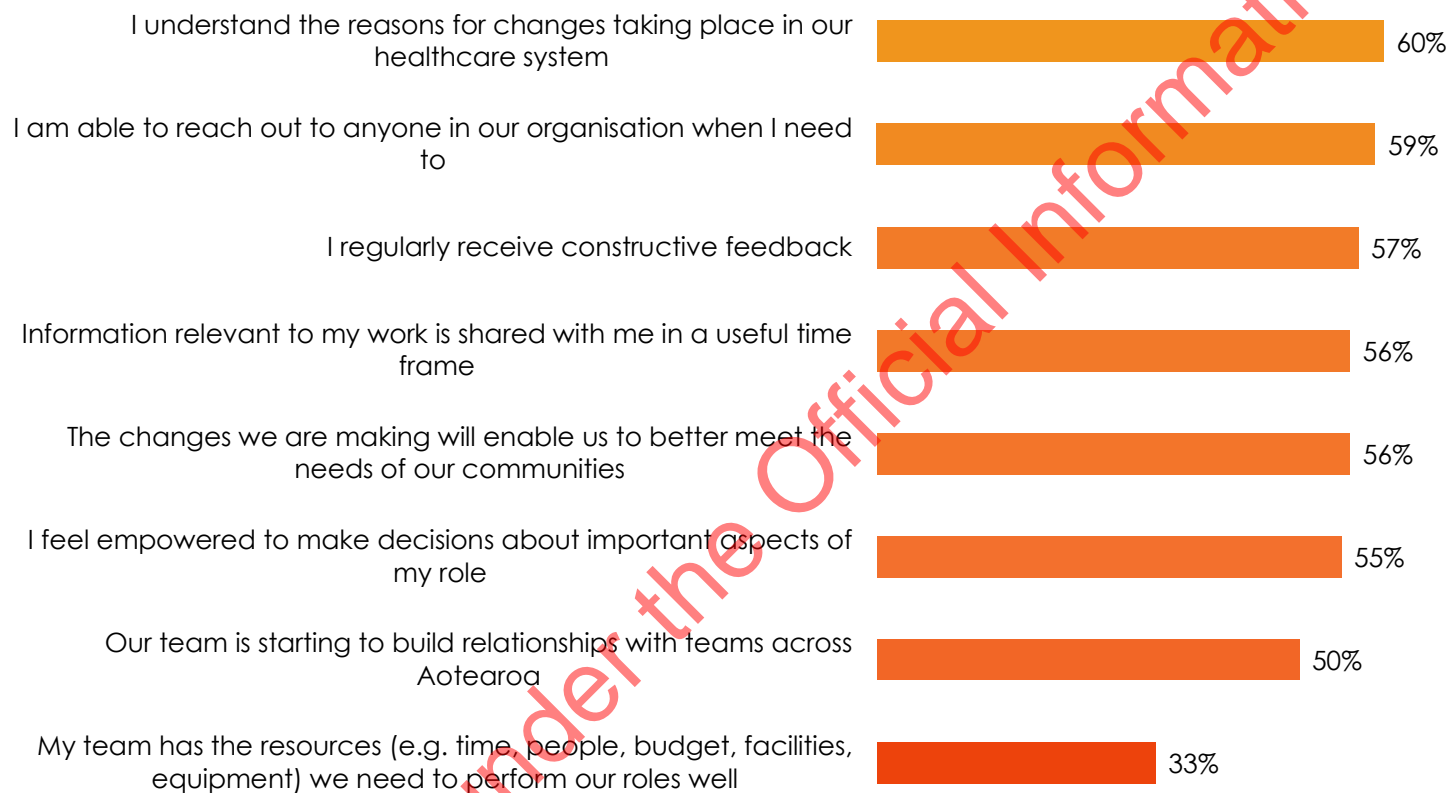 I understand the reasons for changes taking place in our
healthcare system
60%
I am able to reach out to anyone in our organisation when I need
to
59%
I regularly receive constructive feedback
57%
Information relevant to my work is shared with me in a useful time
frame
56%
The changes we are making will enable us to better meet the
needs of our communities
56%
I feel empowered to make decisions about important aspects of
my role
55%
Our team is starting to build relationships with teams across
Aotearoa
50%
My team has the resources (e.g. time, people, budget, facilities,
equipment) we need to perform our roles well
33%
the Official